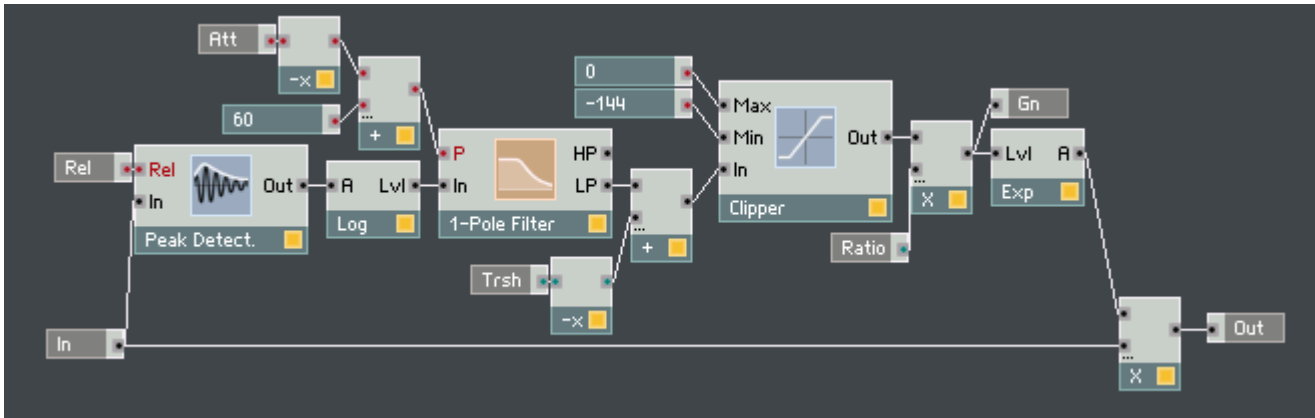 Att
-x
60
...
+
Rel
Rel
In
Out
Peak Detect.
A
Lvl
Log
P
In
HP
LP
1-Pole Filter
Trsh
-x
...
+
0
-144
Max
Min
In
Out
Clipper
...
X
Ratio
Gn
Lvl
A
Exp
In
...
X
Out